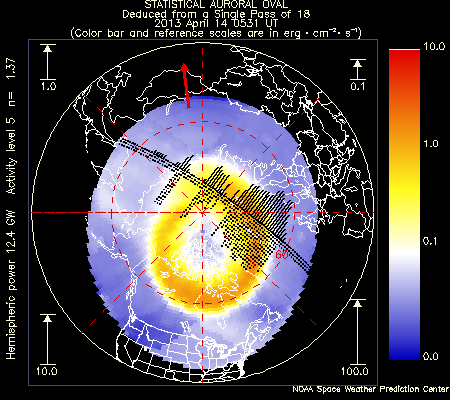 STATISTICAL AURORAL OVAL
Deduced from a Single Pass of 18
2013 April 14 0531 UT
(Color bar and reference scales are in erg · cm⁻² · s⁻¹)
Hemispheric power 12.4 GW Activity level 5 n= 1.37
1.0
0.1
10.0
100.0
60
10.0
1.0
0.1
0.0
NOAA Space Weather Prediction Center